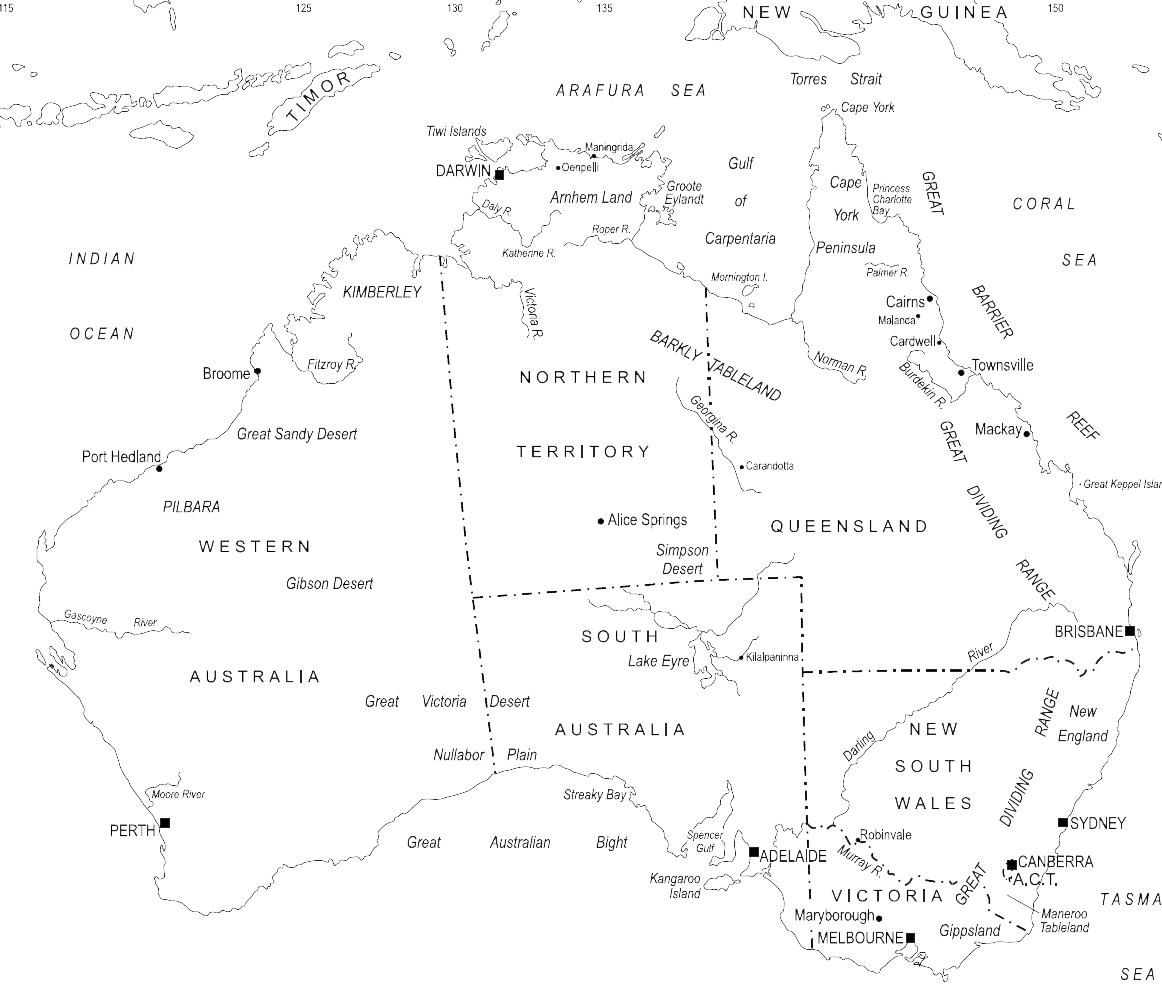 115 125 130 135 150
NEW GUINEA
TIMOR
ARAFURA SEA
Torres Strait
Cape York
Tiwi Islands
Maningrida
DARWIN
Oenpelli
Arnhem Land
Groote
Eylandt
Gulf
of
Carpentaria
Cape
York
Peninsula
Princess
Charlotte
Bay
GREAT
BARRIER
REEF
CORAL
SEA
Daly R.
Katherine R.
Roper R.
Mornington I.
Palmer R.
INDIAN
OCEAN
KIMBERLEY
Victoria R.
Cairns
Malanda
Cardwell
Townsville
Burdekin R.
Norman R.
BARKLY TABLELAND
Georgina R.
Fitzroy R.
Broome
NORTHERN
TERRITORY
Great Sandy Desert
Port Hedland
PILBARA
Mackay
Carandotta
Great Keppel Islan
GREAT
DIVIDING
RANGE
Alice Springs
QUEENSLAND
WESTERN
AUSTRALIA
Gibson Desert
Simpson
Desert
Gascoyne River
SOUTH
AUSTRALIA
Lake Eyre
Kilalpaninna
BRISBANE
Darling River
Great Victoria Desert
Nullabor Plain
NEW
SOUTH
WALES
RANGE
DIVIDING
GREAT
New
England
Moore River
PERTH
Streaky Bay
Great Australian Bight
Spencer
Gulf
ADELAIDE
Kangaroo
Island
Robinvale
Murray R.
SYDNEY
CANBERRA
A.C.T.
VICTORIA
Maryborough
MELBOURNE
Gippsland
Maneroo
Tableland
TASMA
SEA